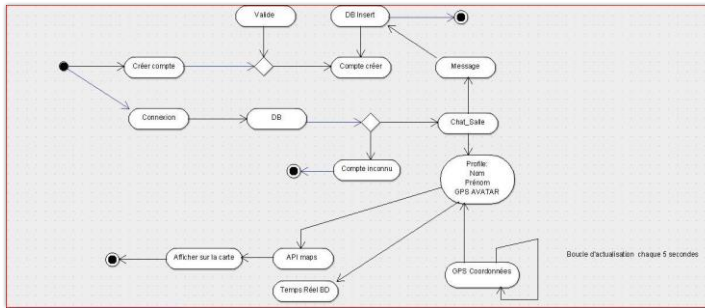 Valide
DB Insert
Créer compte
Compte créer
Message
Connexion
DB
Chat_Salle
Compte inconnu
Profile:
Nom
Prénom
GPS AVATAR
Afficher sur la carte
API maps
GPS Coordonnées
Boucle d'actualisation chaque 5 secondes
Temps Réel BD